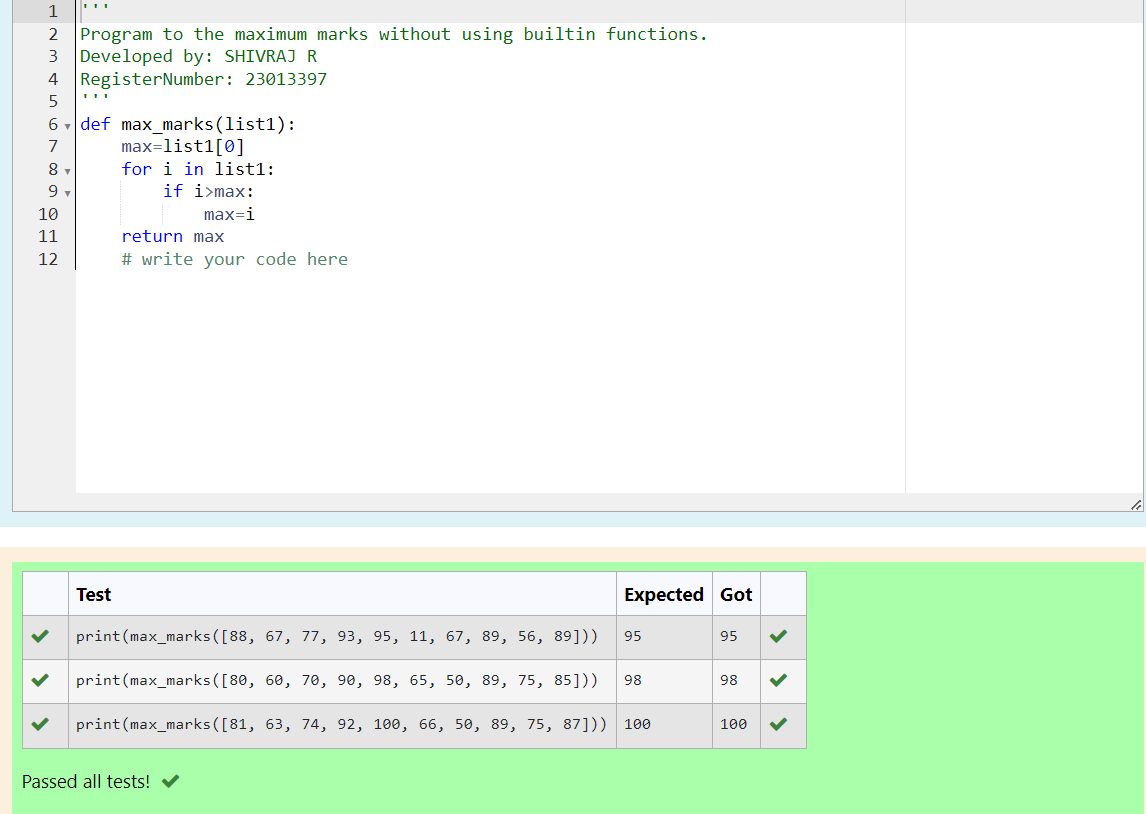 1 '''
2 Program to the maximum marks without using builtin functions.
3 Developed by: SHIVRAJ R
4 RegisterNumber: 23013397
5 '''
6 def max_marks(list1):
7     max=list1[0]
8     for i in list1:
9         if i>max:
10             max=i
11     return max
12     # write your code here
Test Expected Got
print(max_marks([88, 67, 77, 93, 95, 11, 67, 89, 56, 89])) 95 95
print(max_marks([80, 60, 70, 90, 98, 65, 50, 89, 75, 85])) 98 98
print(max_marks([81, 63, 74, 92, 100, 66, 50, 89, 75, 87])) 100 100
Passed all tests!